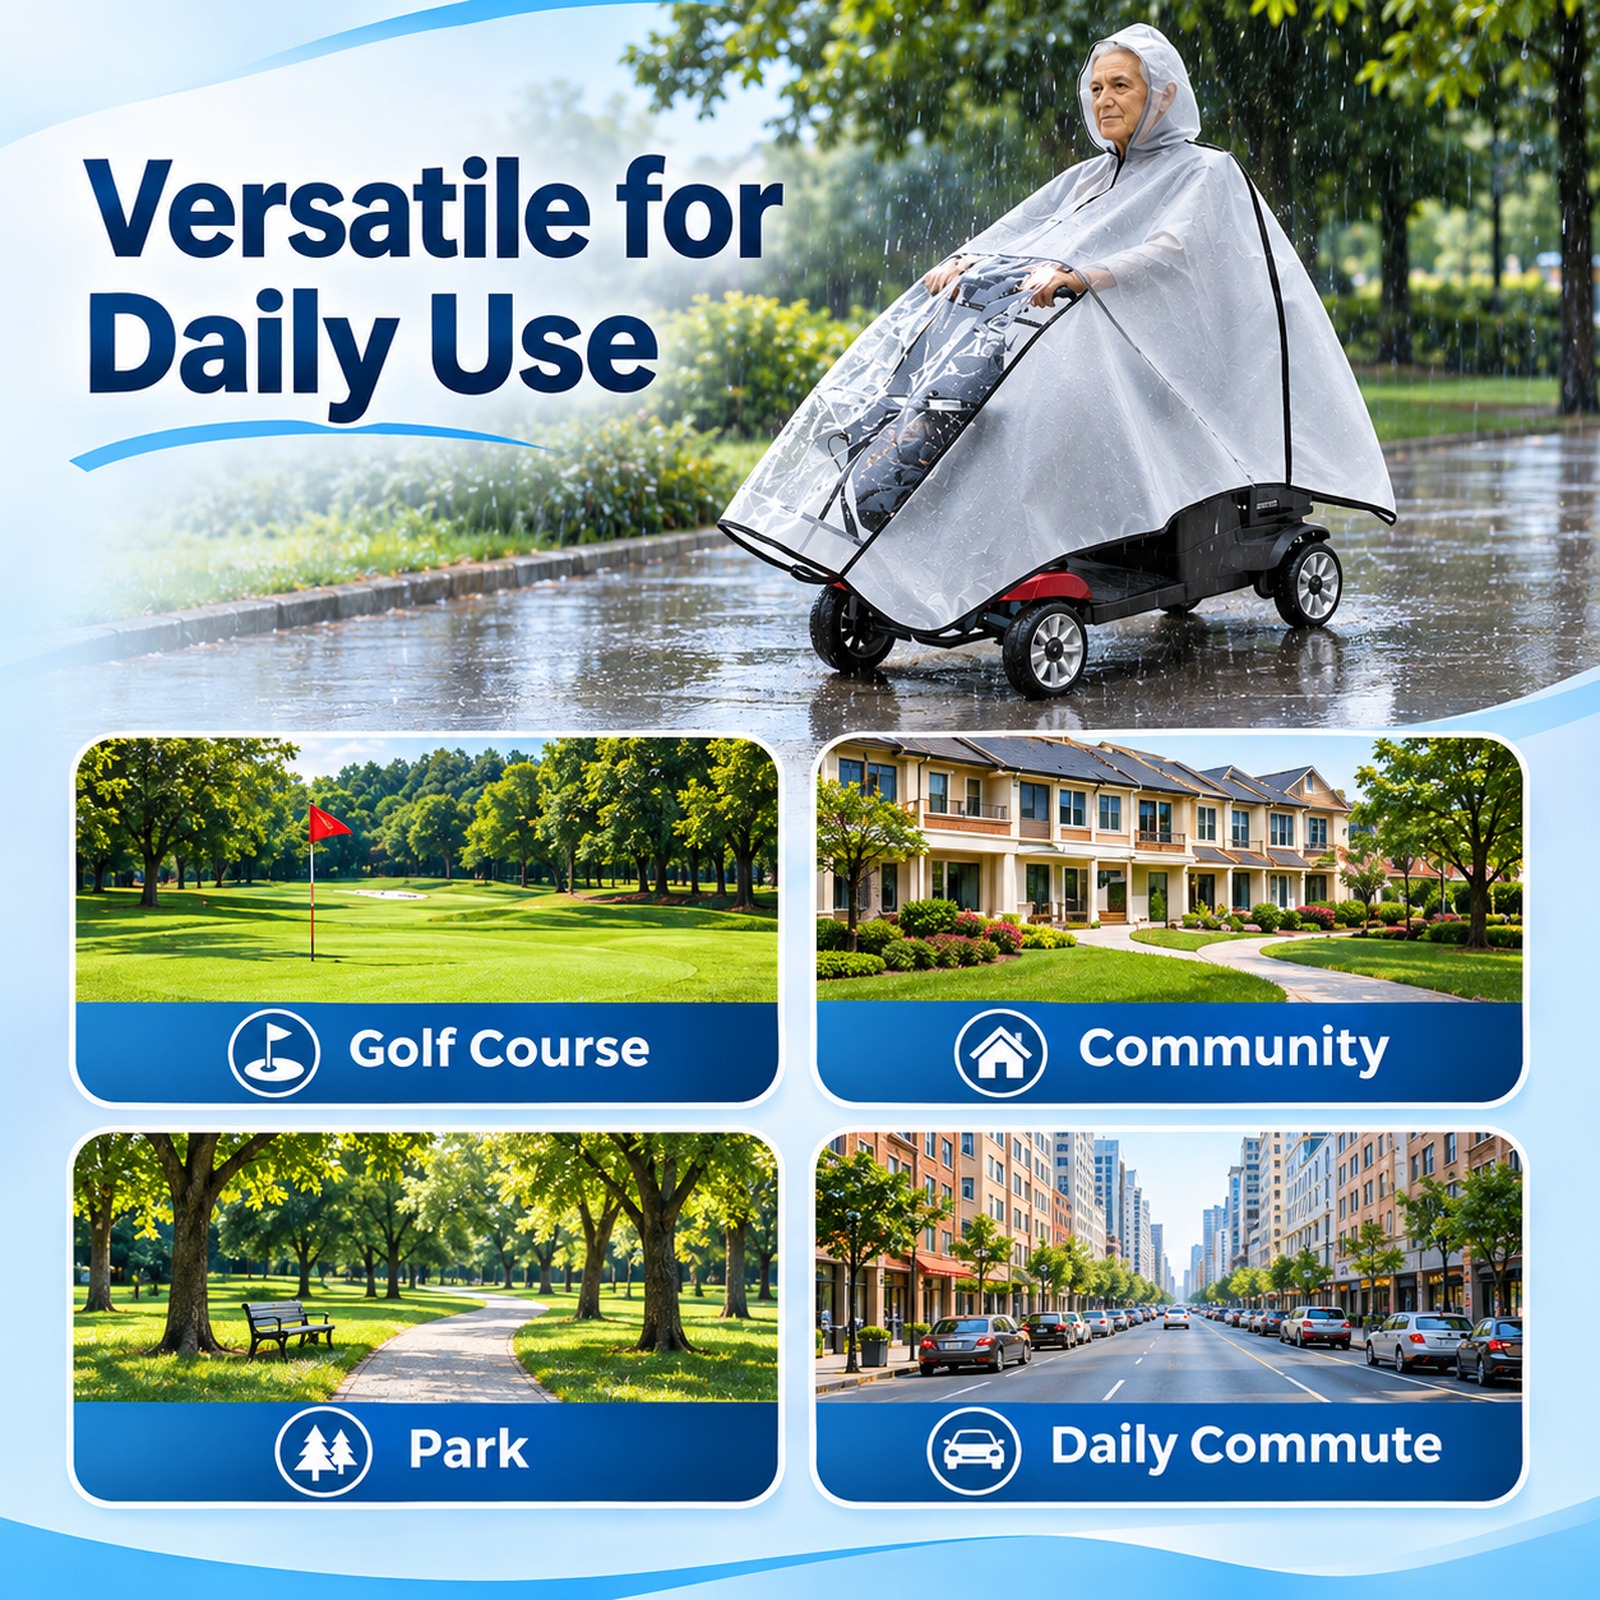 Versatile for
Daily Use
Golf Course
Community
Park
Daily Commute